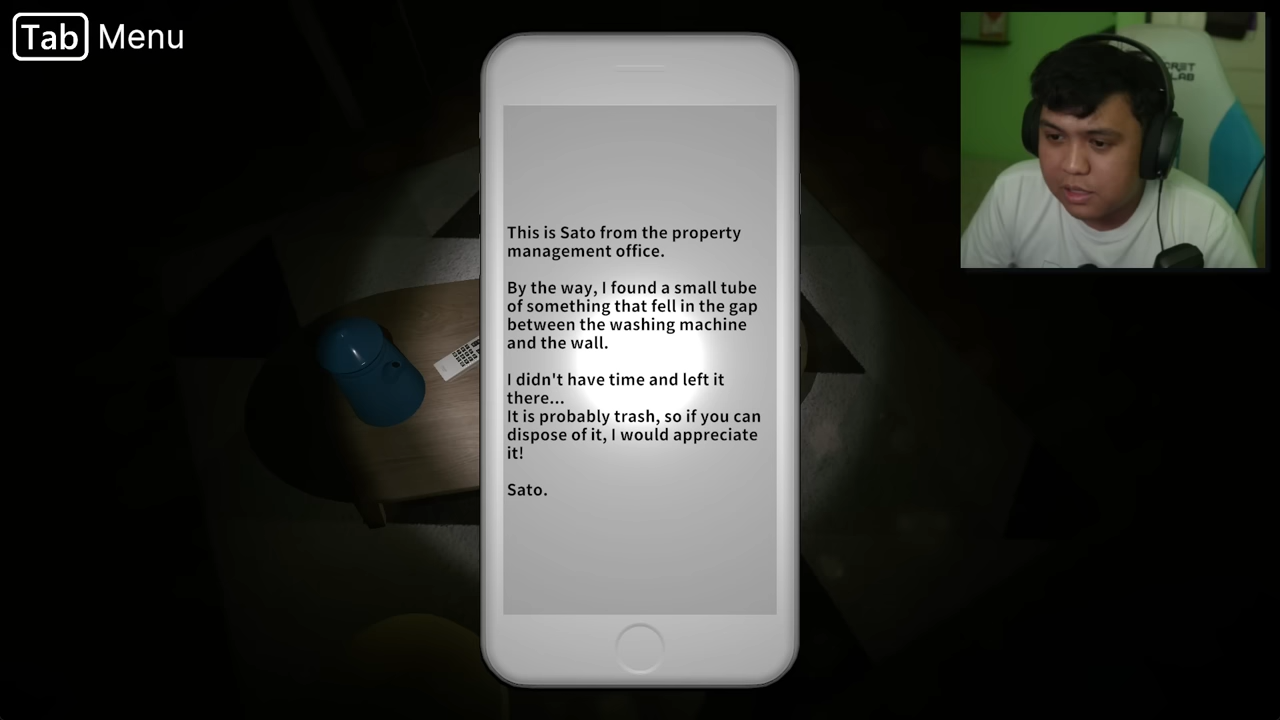 Tab Menu
This is Sato from the property
management office.
By the way, I found a small tube
of something that fell in the gap
between the washing machine
and the wall.
I didn't have time and left it
there...
It is probably trash, so if you can
dispose of it, I would appreciate
it!
Sato.